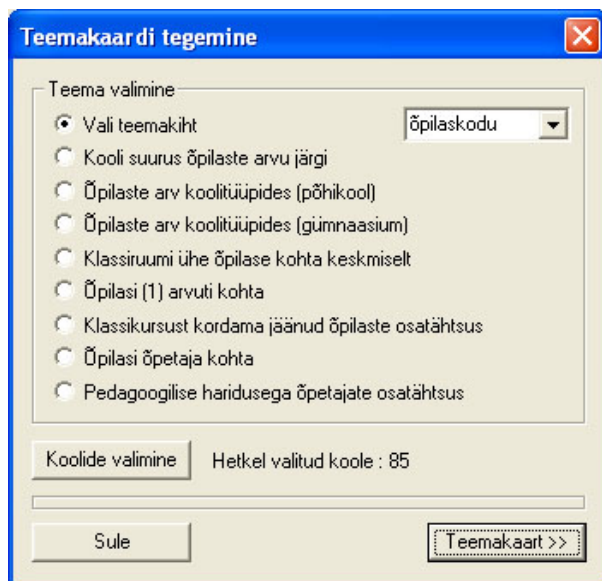 Teemakaardi tegemine
Teema valimine
Vali teemakiht õpilaskodu
Kooli suurus õpilaste arvu järgi
Õpilaste arv koolitüüpides (põhikool)
Õpilaste arv koolitüüpides (gümnaasium)
Klassiruumi ühe õpilase kohta keskmiselt
Õpilasi (1) arvuti kohta
Klassikursust kordama jäänud õpilaste osatähtsus
Õpilasi õpetaja kohta
Pedagoogilise haridusega õpetajate osatähtsus
Koolide valimine Hetkel valitud koole : 85
Sule Teemakaart >>